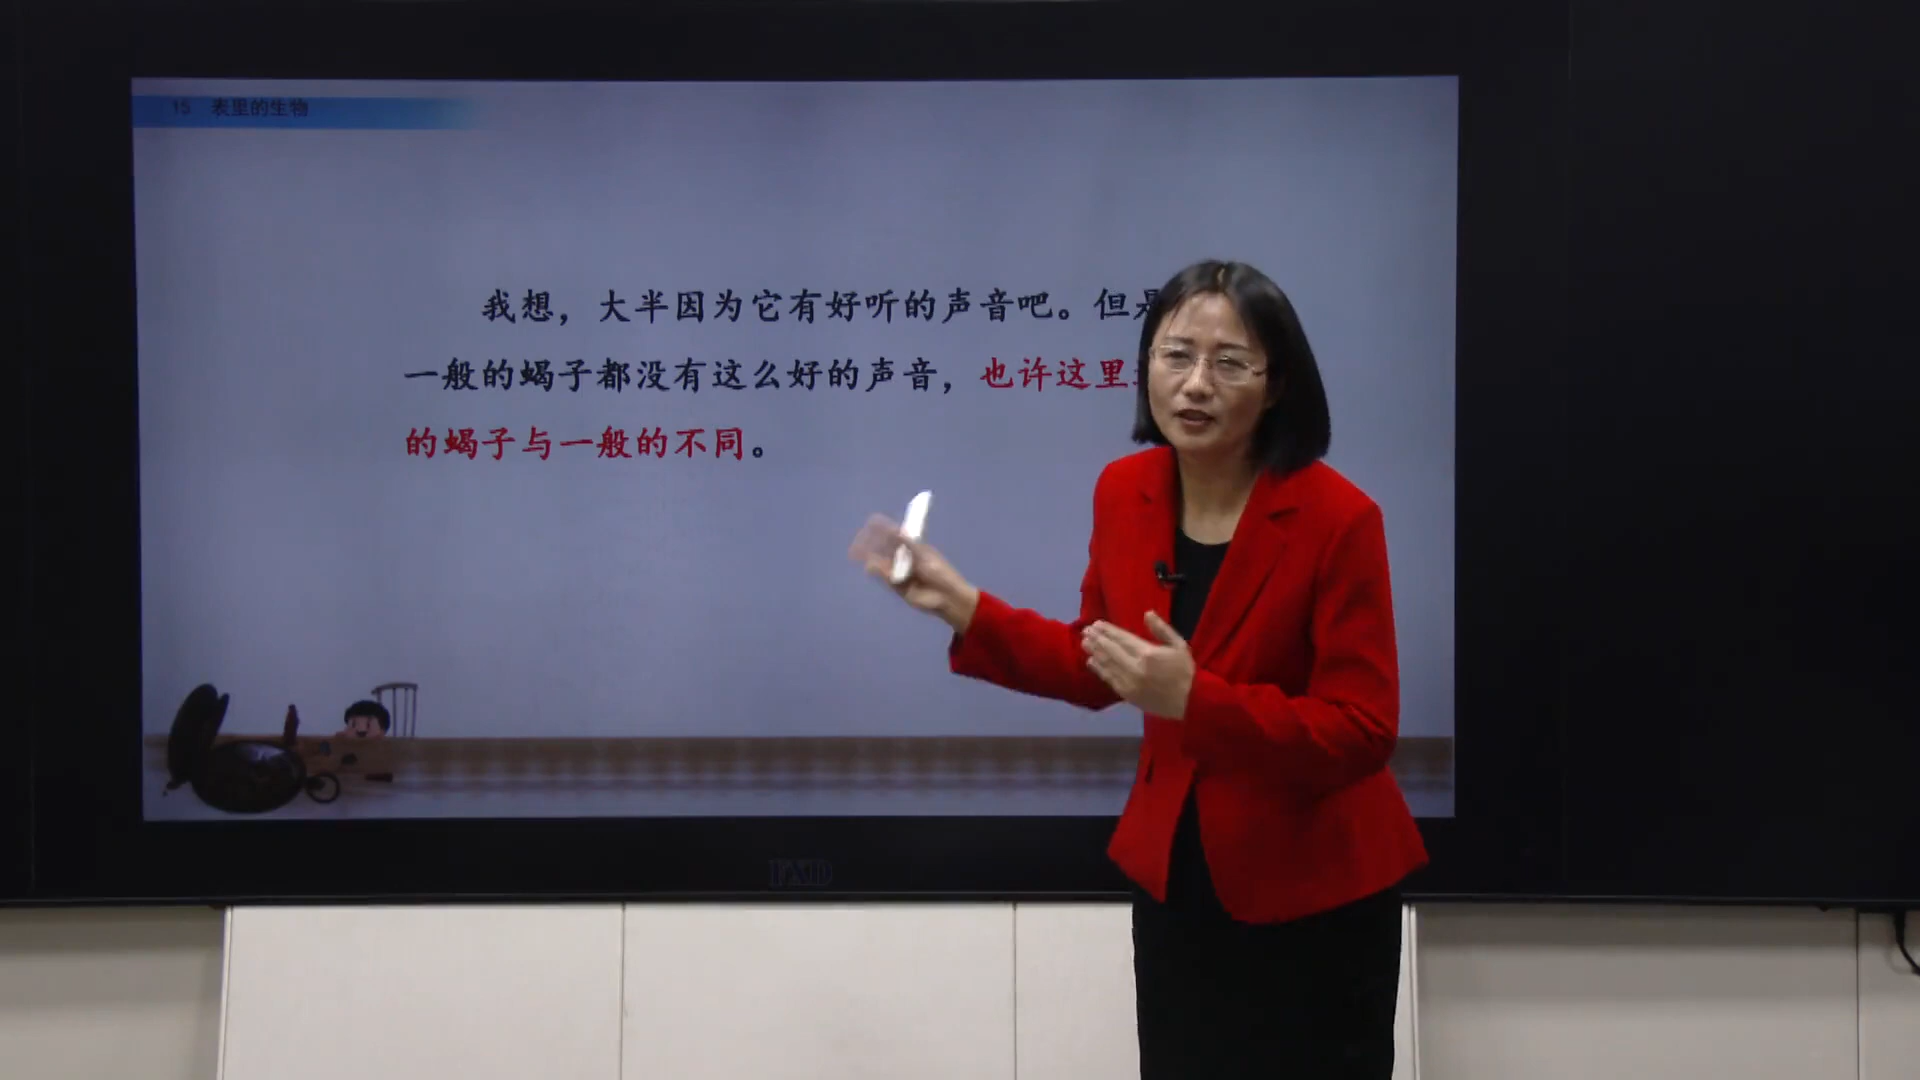 15 表里的生物
我想，大半因为它有好听的声音吧。但是
一般的蝎子都没有这么好的声音，也许这里
的蝎子与一般的不同。
FXD